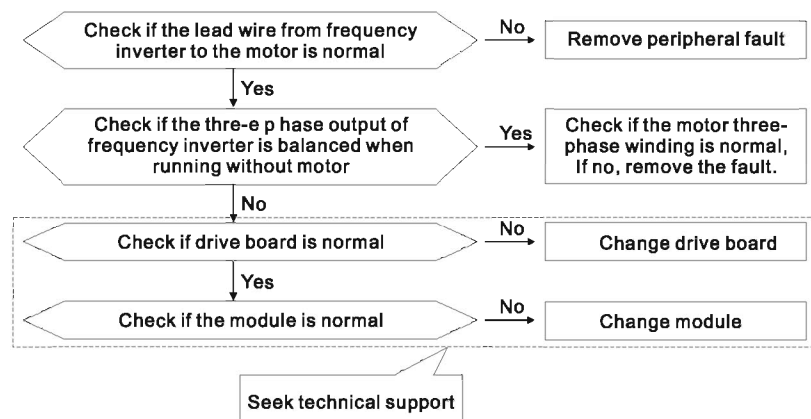 Check if the lead wire from frequency
inverter to the motor is normal
No
Remove peripheral fault
Yes
Check if the thre-e p hase output of
frequency inverter is balanced when
running without motor
Yes
Check if the motor three-
phase winding is normal,
If no, remove the fault.
No
Check if drive board is normal
No
Change drive board
Yes
Check if the module is normal
No
Change module
Seek technical support